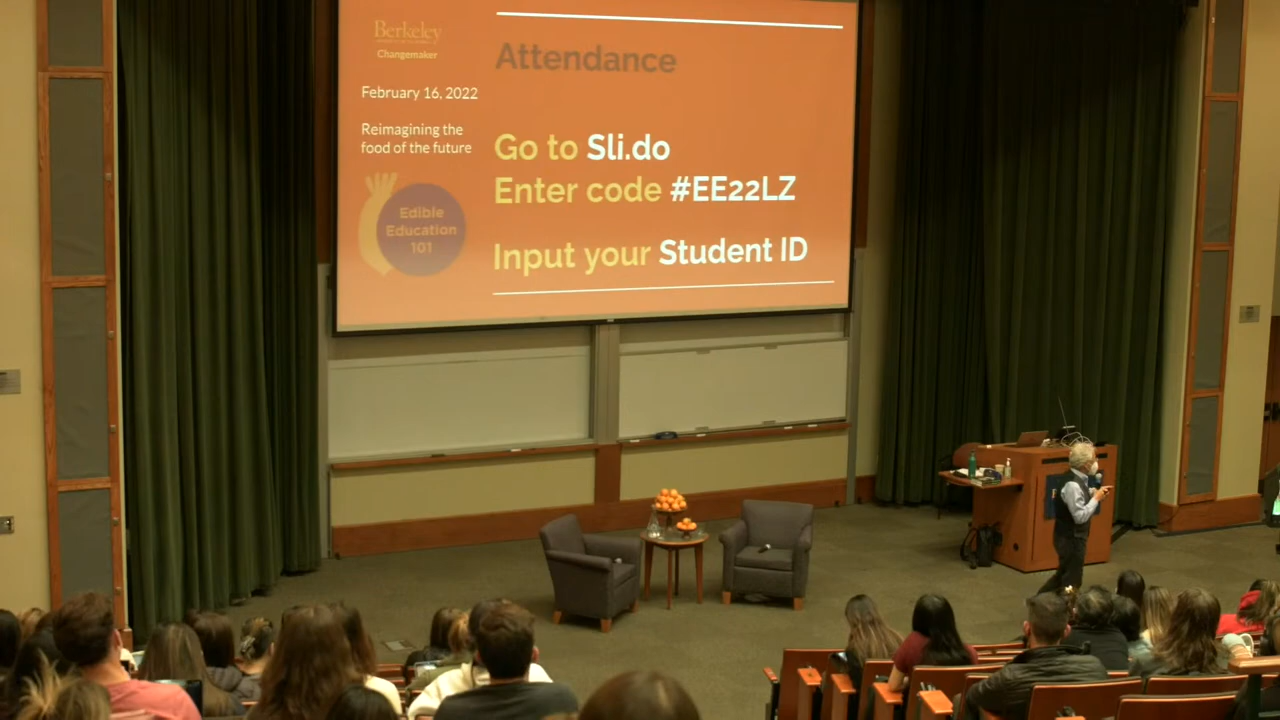 Berkeley
Changemaker
February 16, 2022
Reimagining the
food of the future
Edible
Education
101
Attendance
Go to Sli.do
Enter code #EE22LZ
Input your Student ID